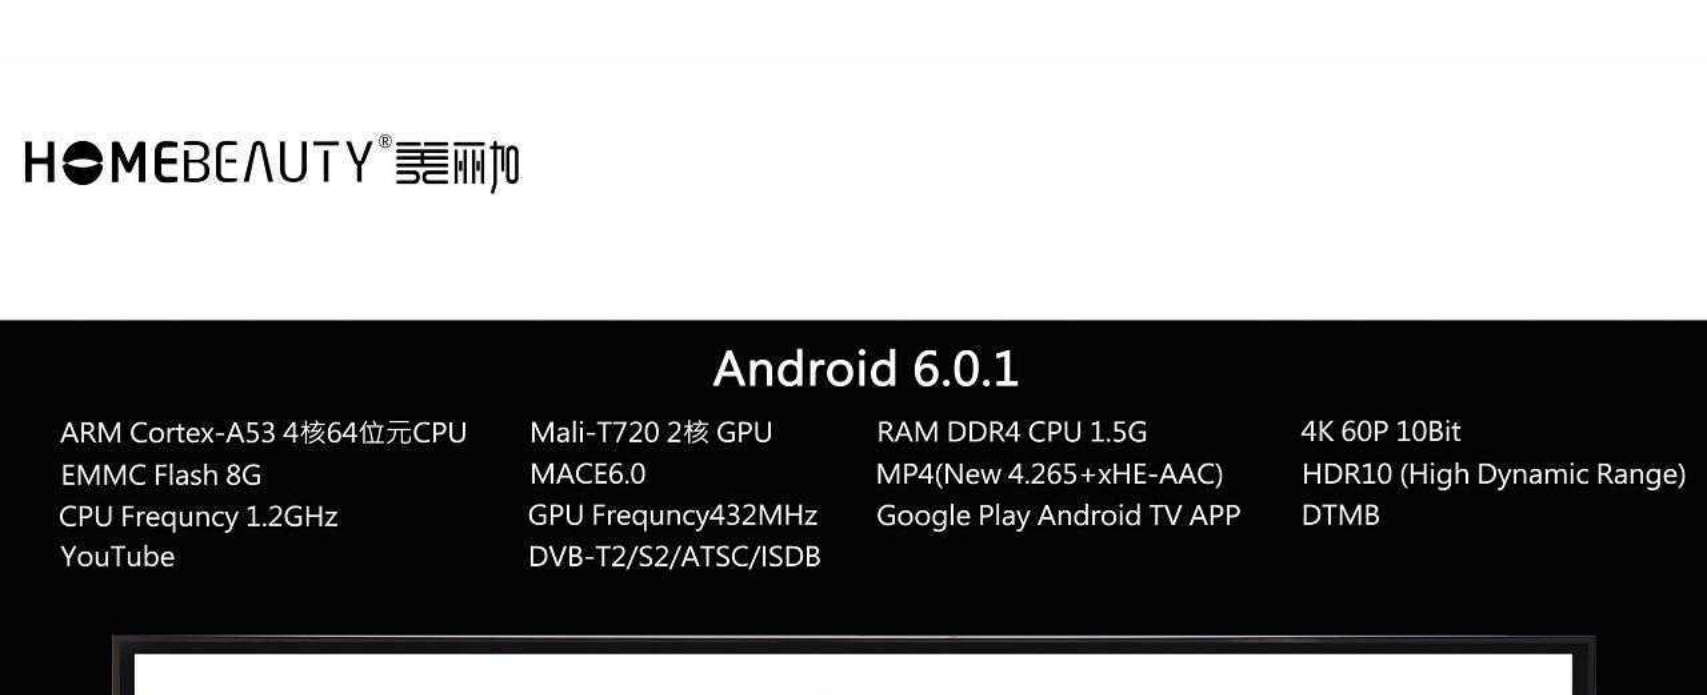 HOMEBEAUTY®美丽加
Android 6.0.1
ARM Cortex-A53 4核64位元CPU
EMMC Flash 8G
CPU Frequncy 1.2GHz
YouTube
Mali-T720 2核 GPU
MACE6.0
GPU Frequncy432MHz
DVB-T2/S2/ATSC/ISDB
RAM DDR4 CPU 1.5G
MP4(New 4.265+xHE-AAC)
Google Play Android TV APP
4K 60P 10Bit
HDR10 (High Dynamic Range)
DTMB